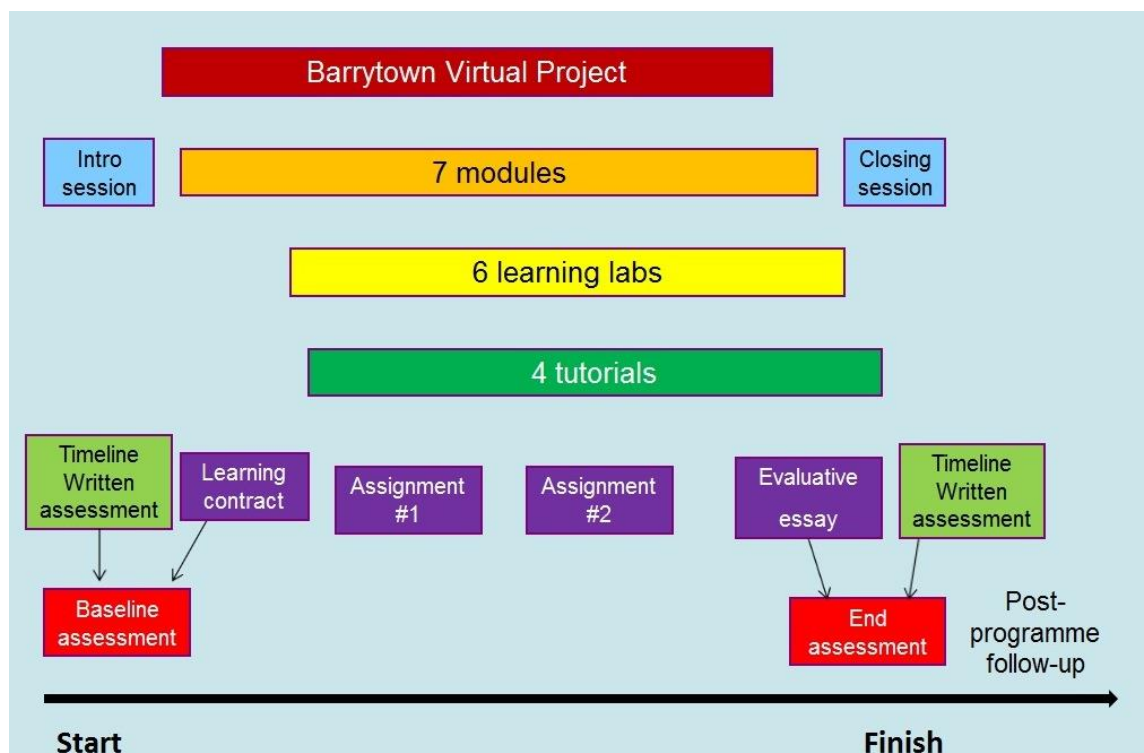 Barrytown Virtual Project
Intro
session
7 modules
Closing
session
6 learning labs
4 tutorials
Timeline
Written
assessment
Learning
contract
Assignment
#1
Assignment
#2
Evaluative
essay
Timeline
Written
assessment
Baseline
assessment
End
assessment
Post-
programme
follow-up
Start
Finish